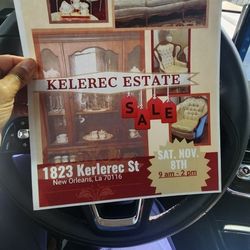 KELEREC ESTATE
SALE
1823 Kerlerec St
New Orleans, La 70116
SAT. NOV.
8TH
9 am - 2 pm